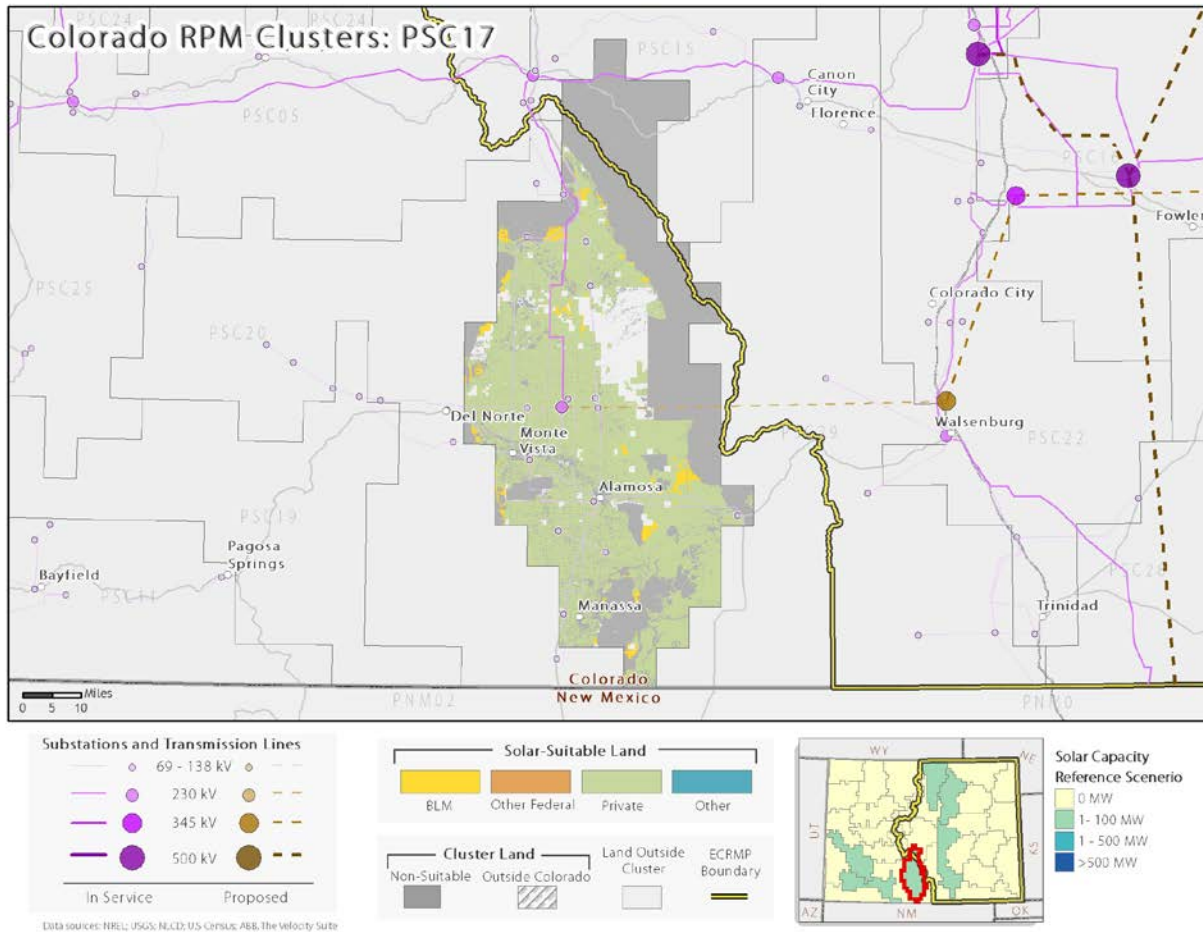 Colorado RPM Clusters: PSC17
PSC24
PSC24
PSC15
PSC05
Canon
City
Florence
PSC16
Fowler
PSC25
PSC20
Colorado City
Del Norte
Monte
Vista
Walsenburg
PSC22
Alamosa
PSC19
Pagosa
Springs
Bayfield
PSC11
PSC28
Manassa
Trinidad
Colorado
New Mexico
PNM02
PNM0
Miles
0 5 10
Substations and Transmission Lines
69 - 138 kV
230 kV
345 kV
500 kV
In Service
Proposed
Solar-Suitable Land
BLM
Other Federal
Private
Other
Cluster Land
Non-Suitable
Outside Colorado
Land Outside
Cluster
ECRMP
Boundary
WY
NE
UT
KS
AZ
NM
OK
Solar Capacity
Reference Scenerio
0 MW
1- 100 MW
1 - 500 MW
>500 MW
Data sources: NREL; USGS; NLCD; U.S Census; ABB, The Velocity Suite